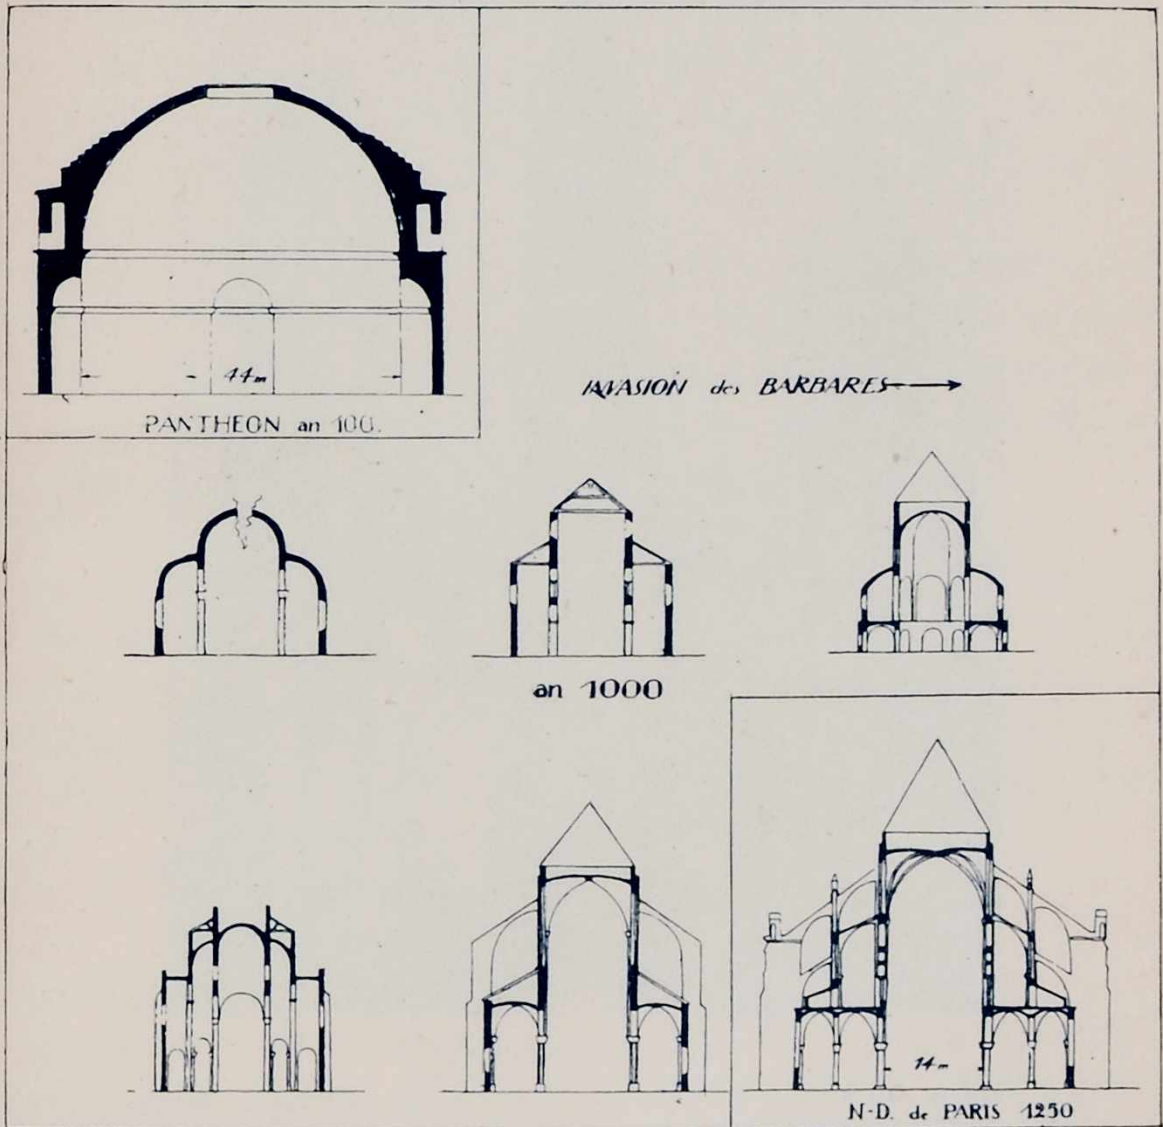 44m
PANTHEON an 100.
INVASION des BARBARES
an 1000
14m
N-D. de PARIS 1250